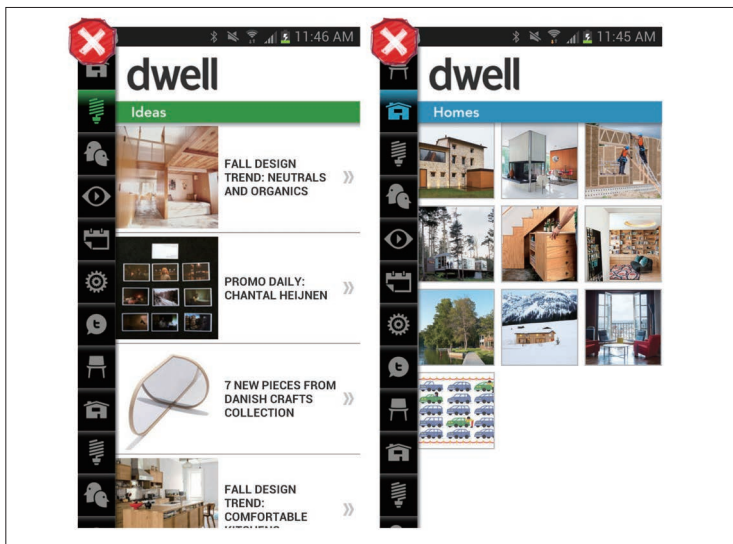 11:46 AM
dwell
Ideas
FALL DESIGN
TREND: NEUTRALS
AND ORGANICS
PROMO DAILY:
CHANTAL HEIJNEN
7 NEW PIECES FROM
DANISH CRAFTS
COLLECTION
FALL DESIGN
TREND:
COMFORTABLE
KITCHENS
11:45 AM
dwell
Homes